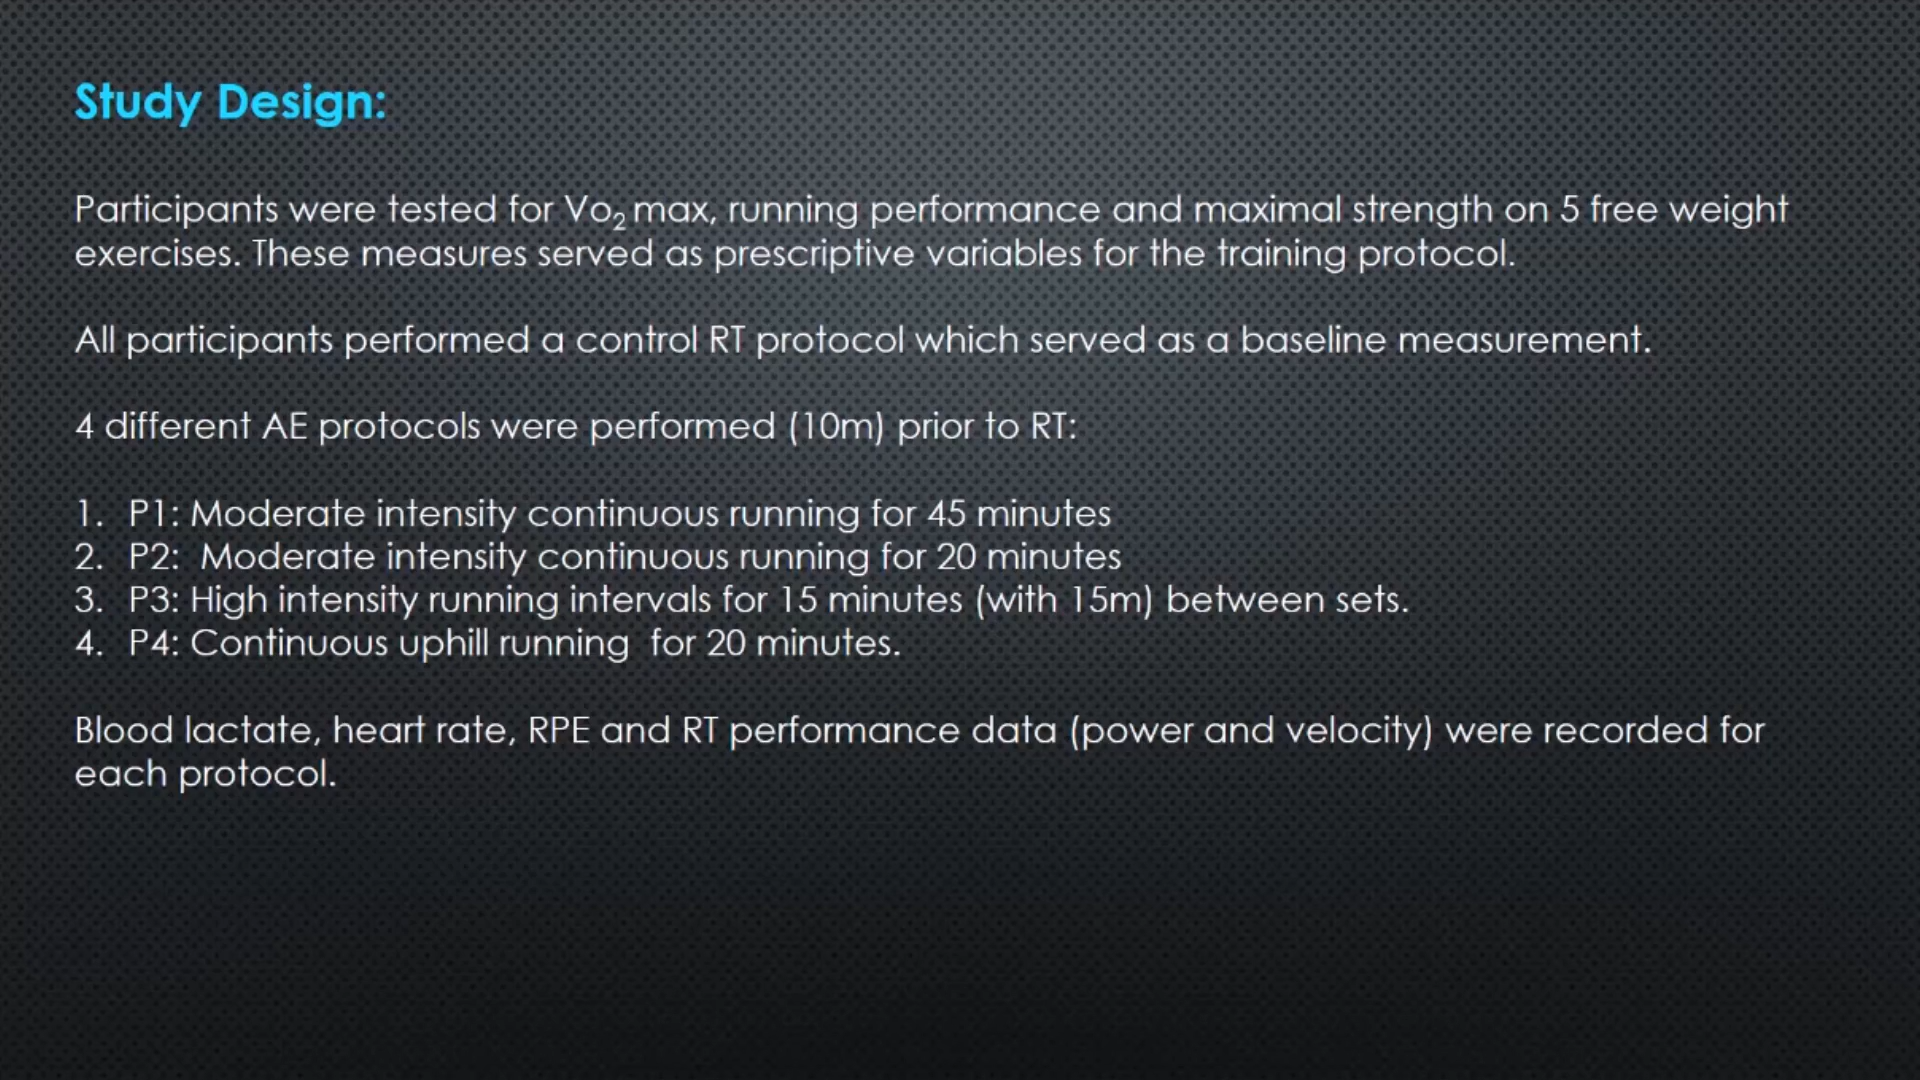 Study Design:
Participants were tested for Vo₂ max, running performance and maximal strength on 5 free weight
exercises. These measures served as prescriptive variables for the training protocol.
All participants performed a control RT protocol which served as a baseline measurement.
4 different AE protocols were performed (10m) prior to RT:
1. P1: Moderate intensity continuous running for 45 minutes
2. P2: Moderate intensity continuous running for 20 minutes
3. P3: High intensity running intervals for 15 minutes (with 15m) between sets.
4. P4: Continuous uphill running for 20 minutes.
Blood lactate, heart rate, RPE and RT performance data (power and velocity) were recorded for
each protocol.